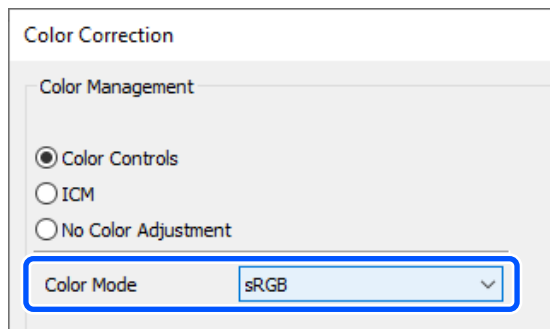 Color Correction
Color Management
Color Controls
ICM
No Color Adjustment
Color Mode sRGB